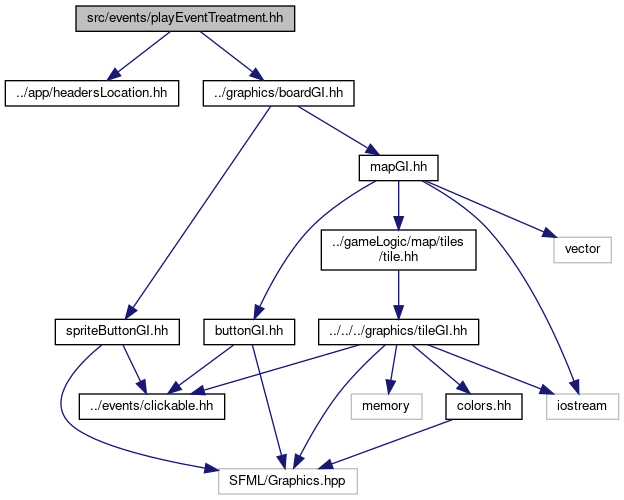 src/events/playEventTreatment.hh
../app/headersLocation.hh
../graphics/boardGI.hh
mapGI.hh
../gameLogic/map/tiles
/tile.hh
vector
spriteButtonGI.hh
buttonGI.hh
../../../graphics/tileGI.hh
../events/clickable.hh
memory
colors.hh
iostream
SFML/Graphics.hpp